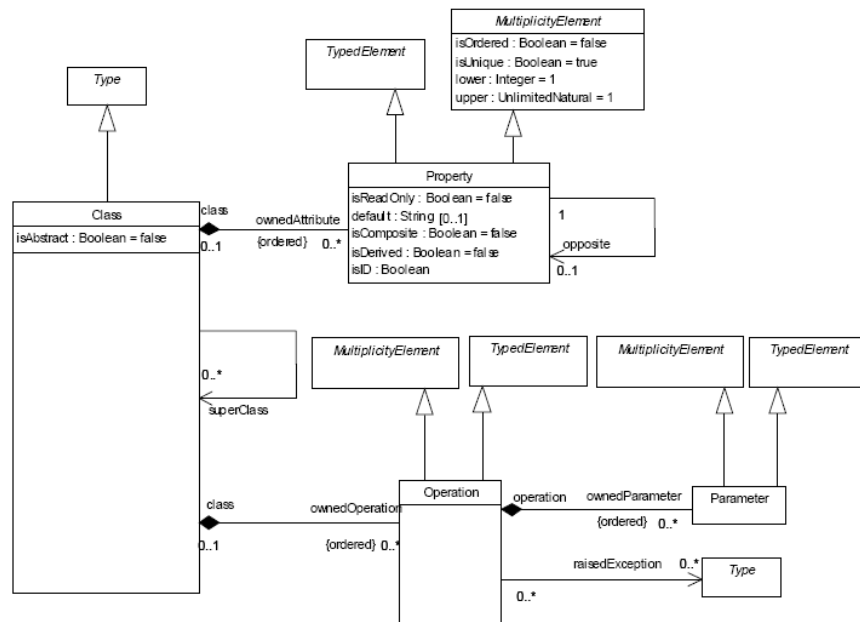 MultiplicityElement
isOrdered : Boolean = false
isUnique : Boolean = true
lower : Integer = 1
upper : UnlimitedNatural = 1
TypedElement
Type
Property
isReadOnly : Boolean = false
default : String [0..1]
isComposite : Boolean = false
isDerived : Boolean = false
isID : Boolean
1
opposite
0..1
Class
isAbstract : Boolean = false
class
0..1
ownedAttribute
{ordered} 0..*
0..*
superClass
MultiplicityElement
TypedElement
MultiplicityElement
TypedElement
class
0..1
ownedOperation
{ordered} 0..*
Operation
operation
ownedParameter
{ordered} 0..*
Parameter
raisedException
0..*
0..*
Type